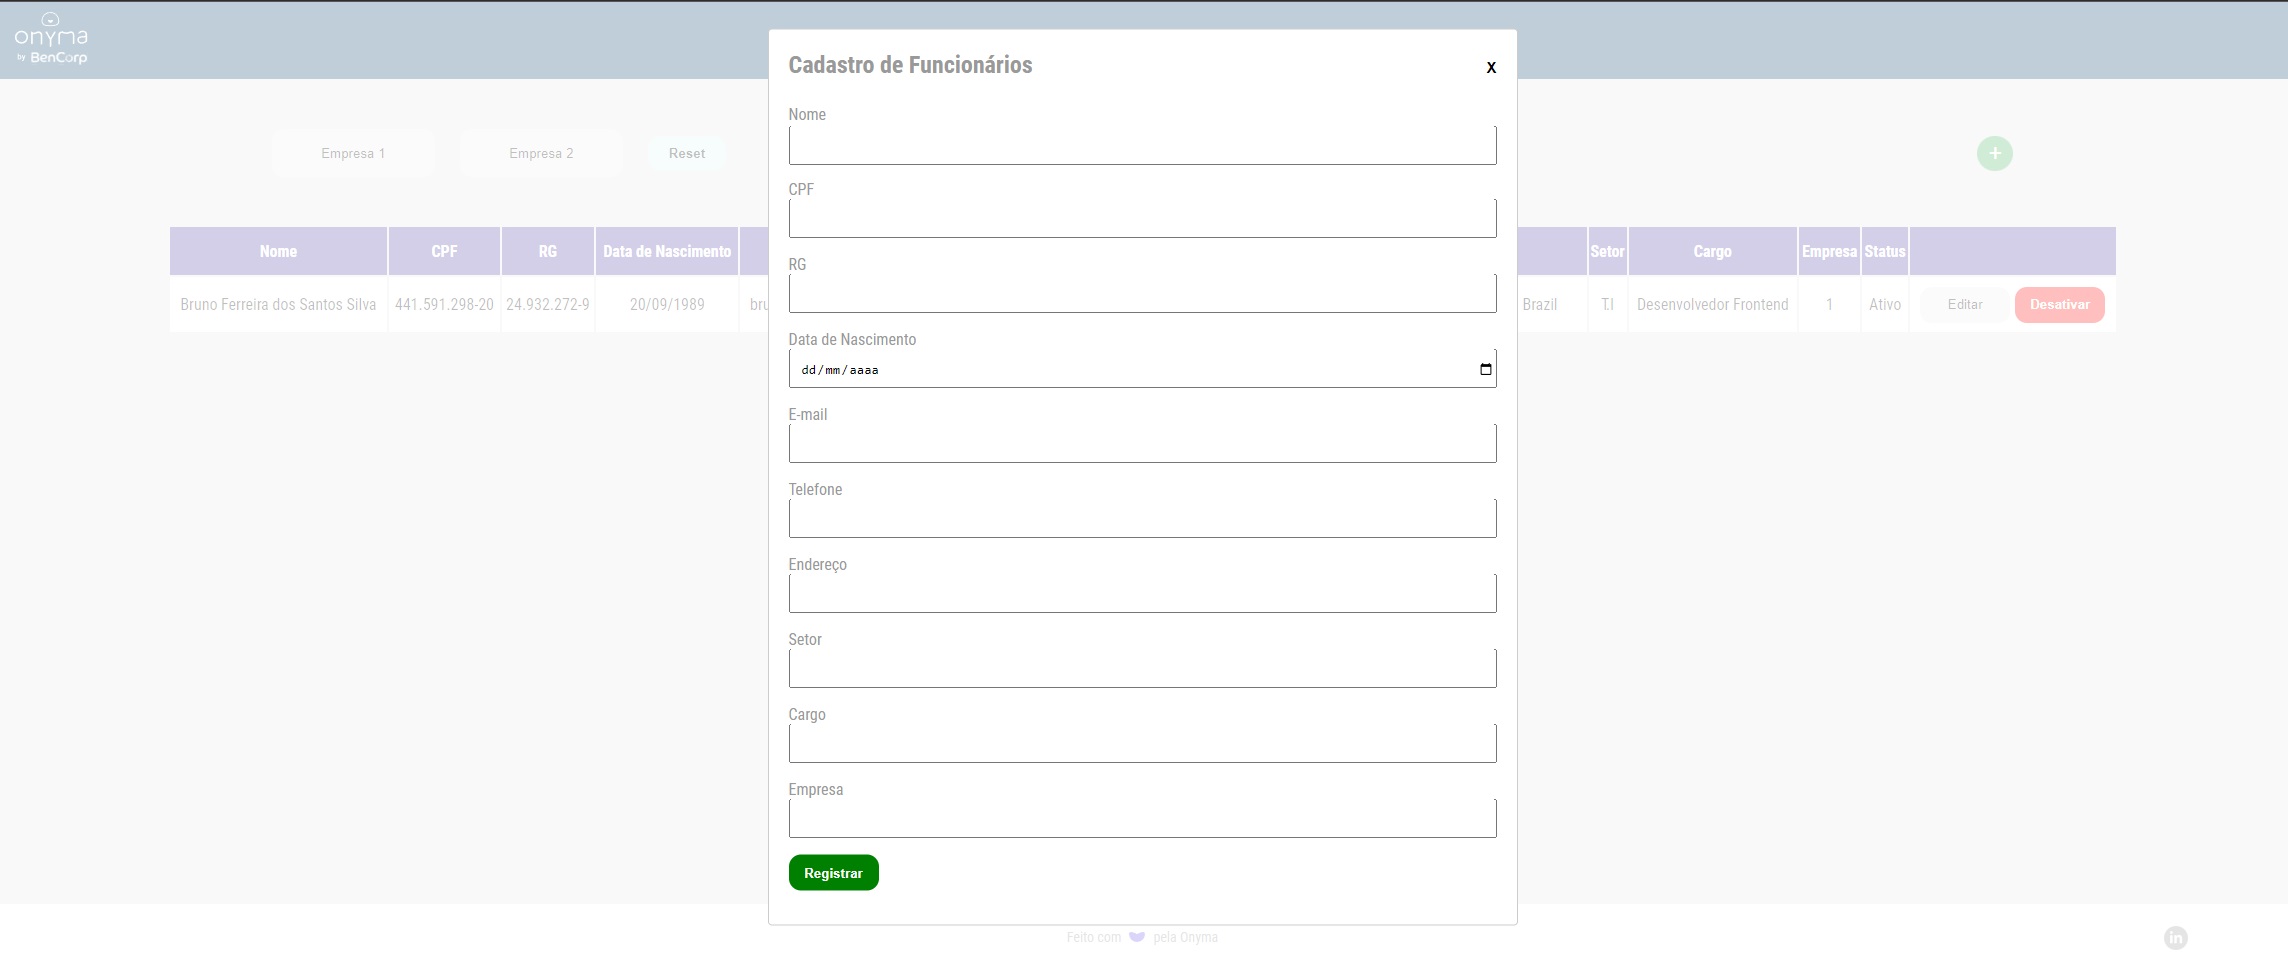 onyma
by BenCorp
Cadastro de Funcionários
X
Nome
CPF
RG
Data de Nascimento
dd/mm/aaaa
E-mail
Telefone
Endereço
Setor
Cargo
Empresa
Registrar
Empresa 1 Empresa 2 Reset +
Nome CPF RG Data de Nascimento Setor Cargo Empresa Status
Bruno Ferreira dos Santos Silva 441.591.298-20 24.932.272-9 20/09/1989 bru Brazil T.I Desenvolvedor Frontend 1 Ativo Editar Desativar
Feito com pela Onyma
in